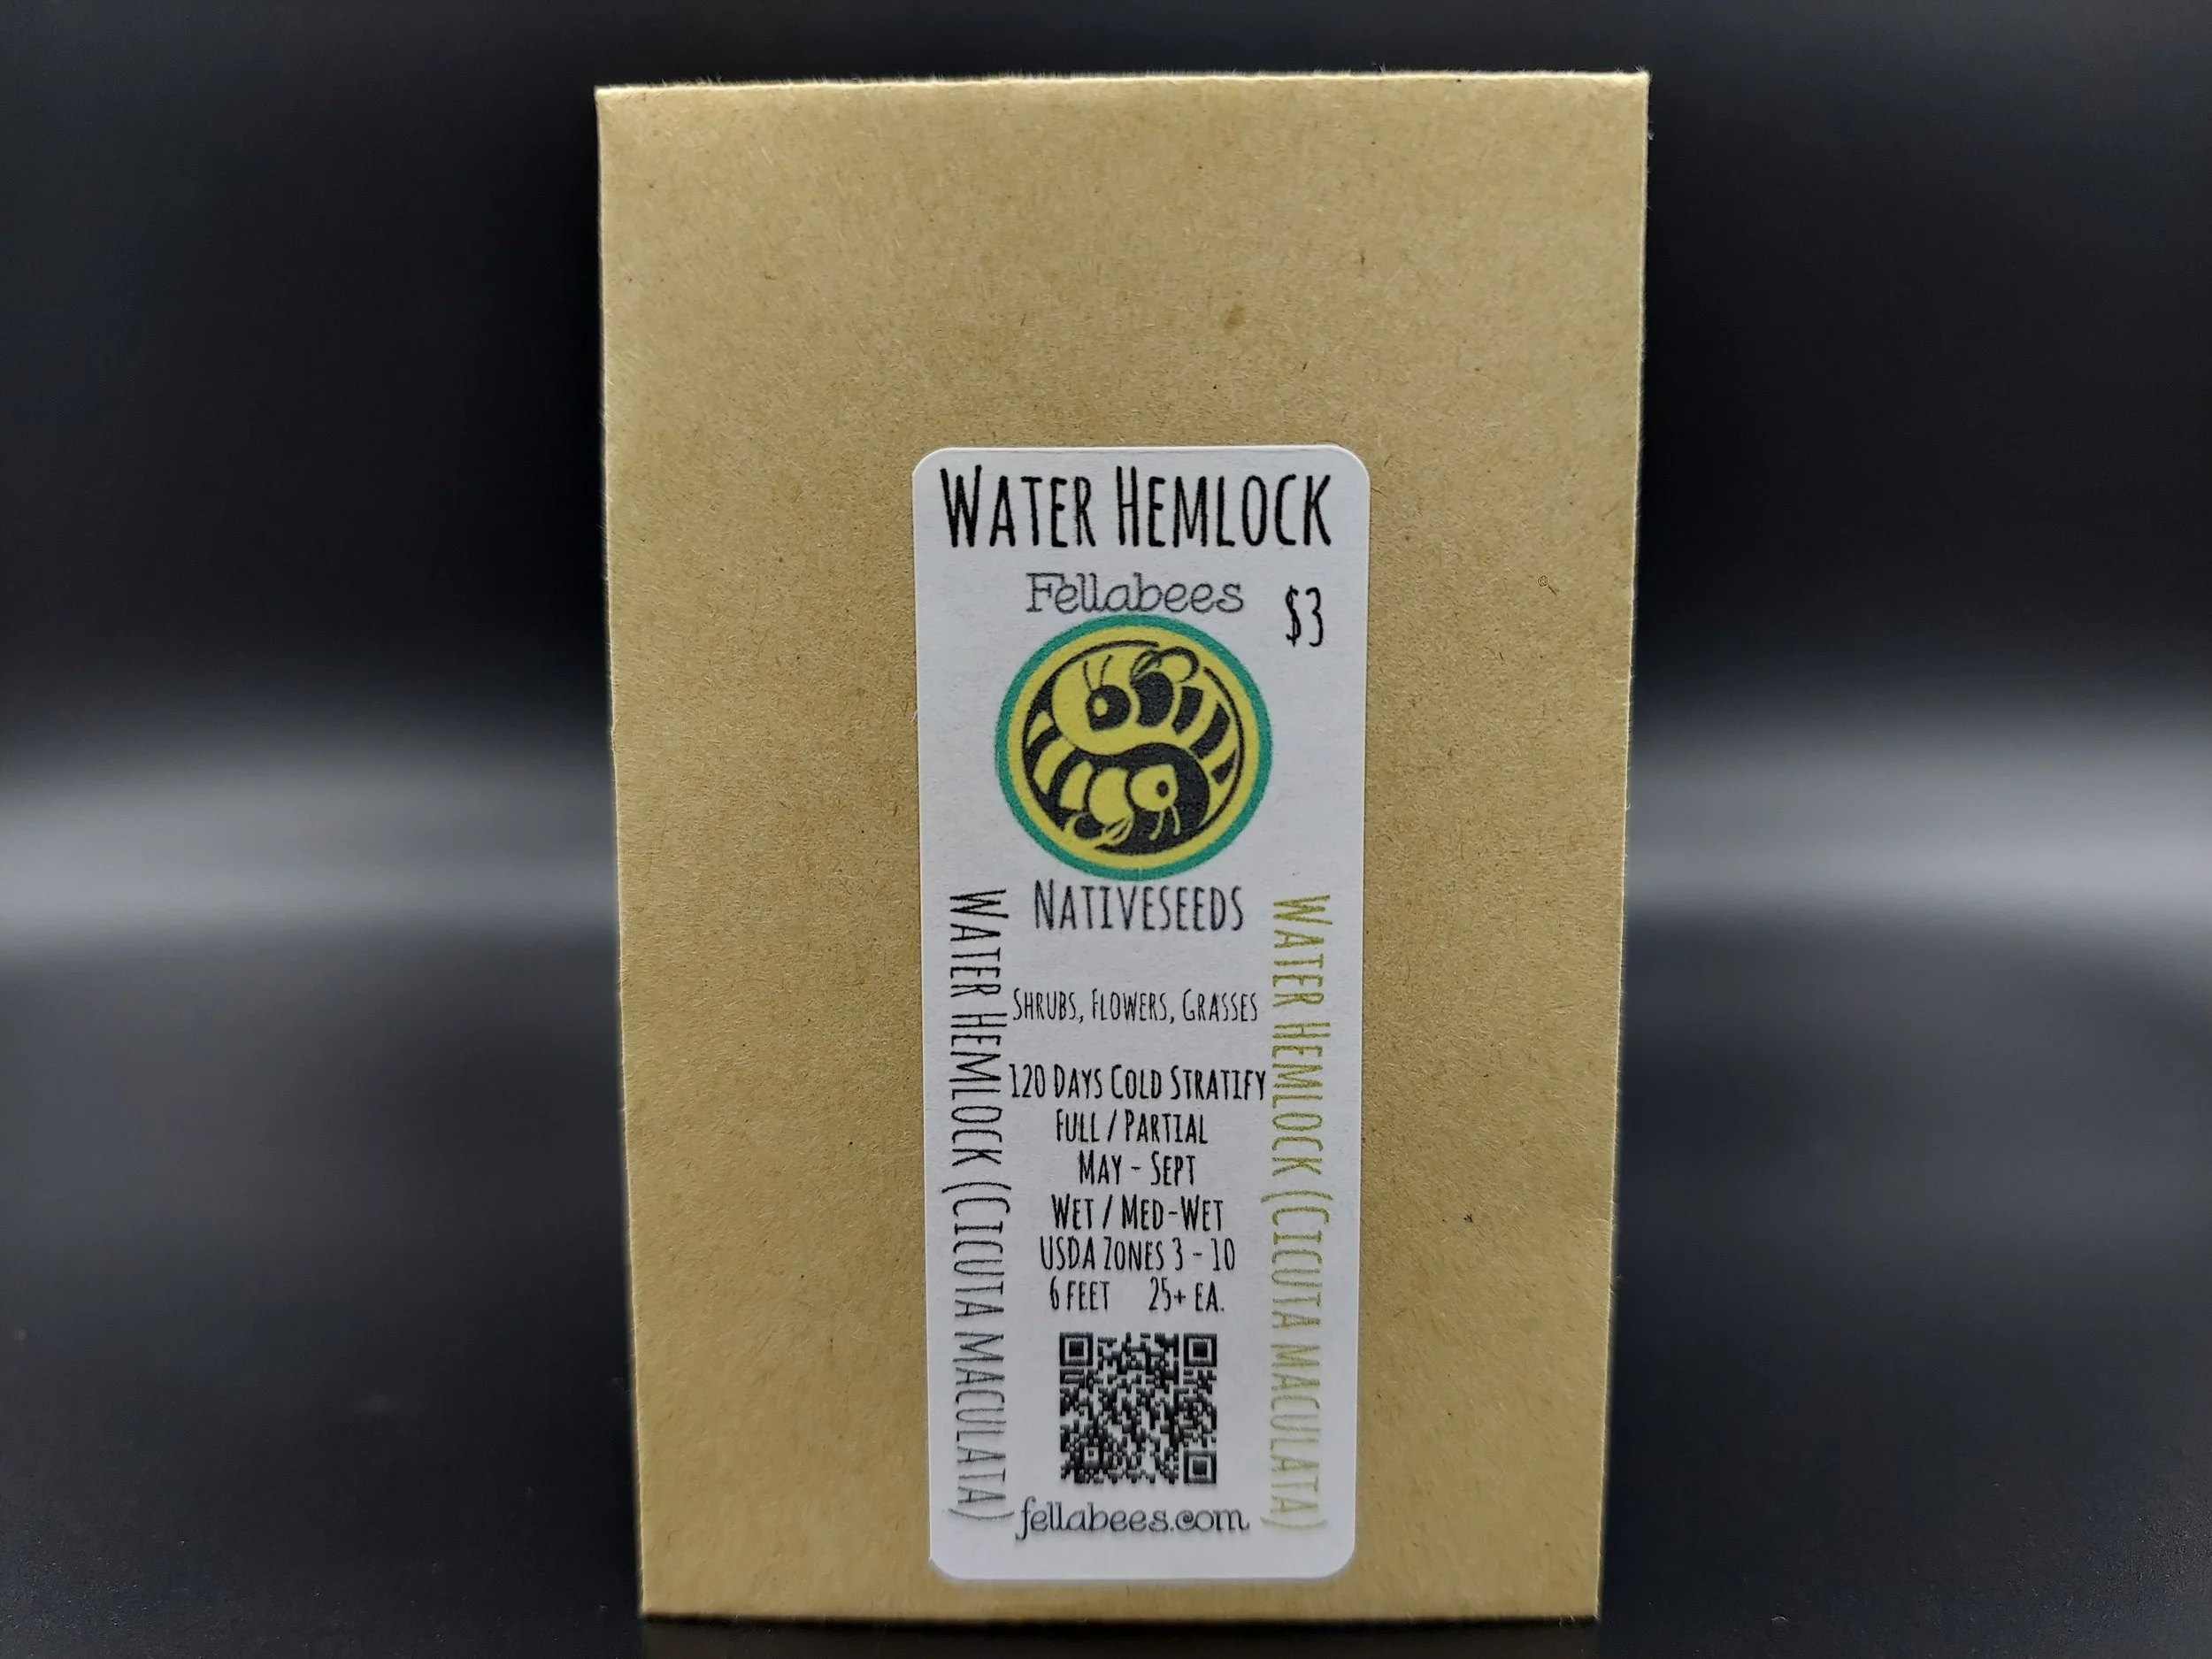 Water Hemlock
Fellabees
$3
Nativeseeds
Water Hemlock (Cicuta maculata)
Water Hemlock (Cicuta maculata)
Shrubs, Flowers, Grasses
120 Days Cold Stratify
Full / Partial
May - Sept
Wet / Med-Wet
USDA Zones 3 - 10
6 feet 25+ ea.
fellabees.com